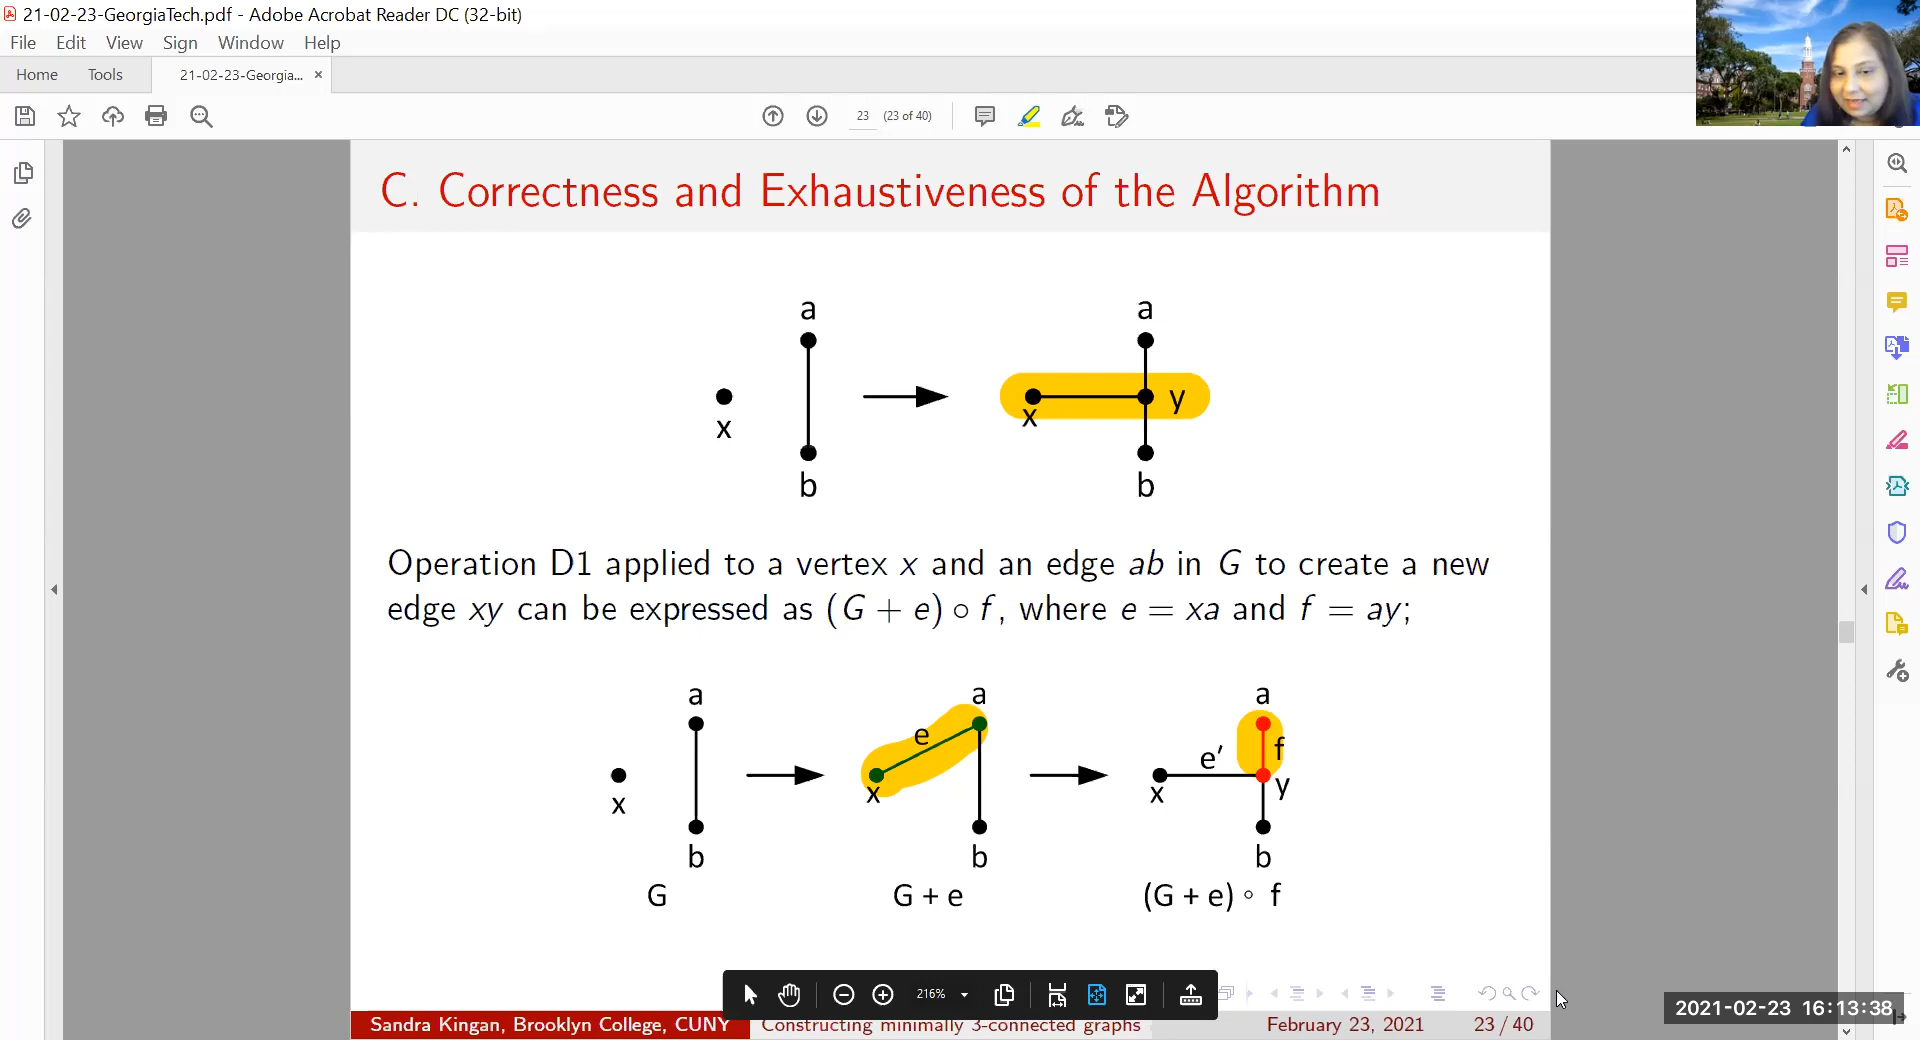 21-02-23-GeorgiaTech.pdf - Adobe Acrobat Reader DC (32-bit)
File Edit View Sign Window Help
Home Tools 21-02-23-Georgia... ×
23 (23 of 40)
C. Correctness and Exhaustiveness of the Algorithm
a a
x y
x
b b
Operation D1 applied to a vertex x and an edge ab in G to create a new
edge xy can be expressed as (G + e) ∘ f, where e = xa and f = ay;
a a a
e e′ f
x x x y
b b b
G G + e (G + e) ∘ f
216%
Sandra Kingan, Brooklyn College, CUNY Constructing minimally 3-connected graphs February 23, 2021 23 / 40
2021-02-23 16:13:38